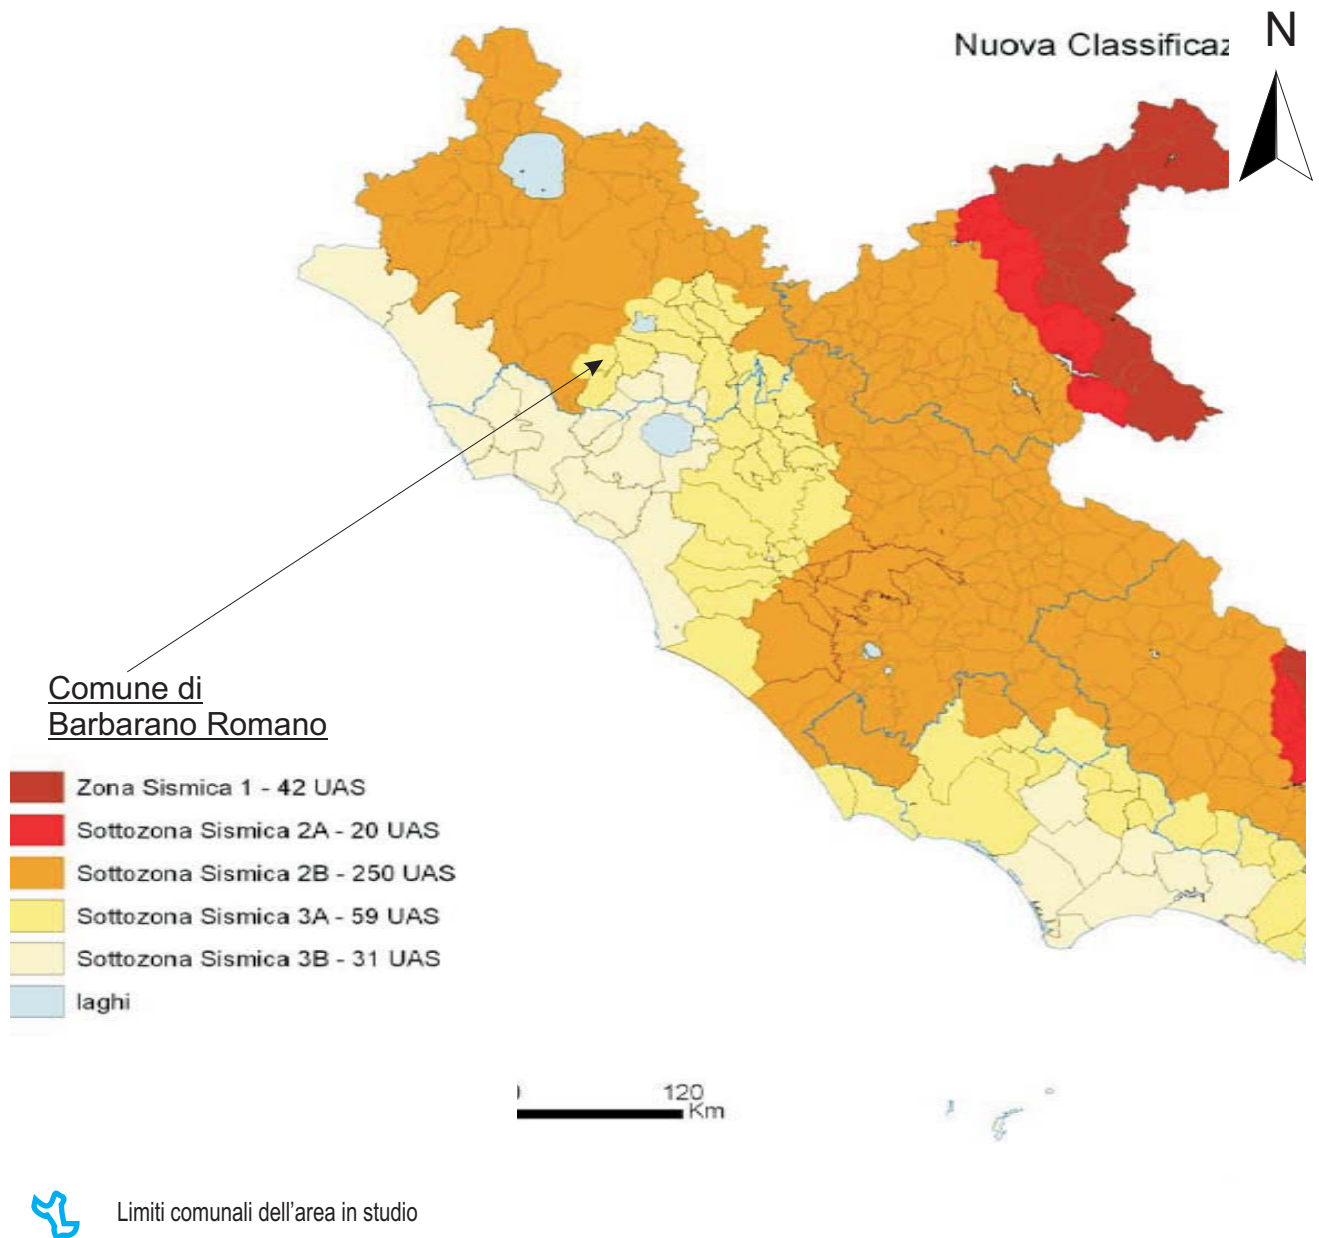 Nuova Classificaz
N
Comune di
Barbarano Romano
Zona Sismica 1 - 42 UAS
Sottozona Sismica 2A - 20 UAS
Sottozona Sismica 2B - 250 UAS
Sottozona Sismica 3A - 59 UAS
Sottozona Sismica 3B - 31 UAS
laghi
120
Km
Limiti comunali dell'area in studio